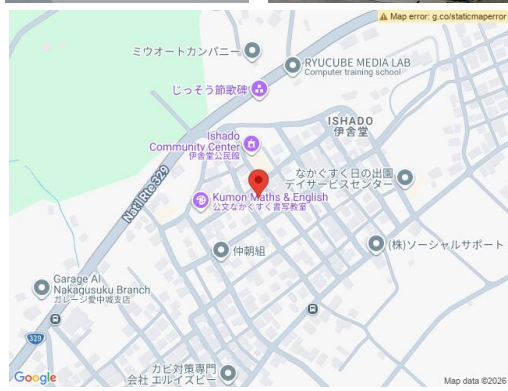 Map error: g.co/staticmaperror
ミウオートカンパニー
RYUCUBE MEDIA LAB
Computer training school
じっそう節歌碑
ISHADO
伊舎堂
Ishado
Community Center
伊舎堂公民館
なかぐすく日の出園
デイサービスセンター
Kumon Maths & English
公文なかぐすく書写教室
Nat'l Rte 329
仲朝組
(株)ソーシャルサポート
Garage AI
Nakagusuku Branch
ガレージ愛中城支店
329
カビ対策専門
会社 エルイズビー
Google
Map data ©2026